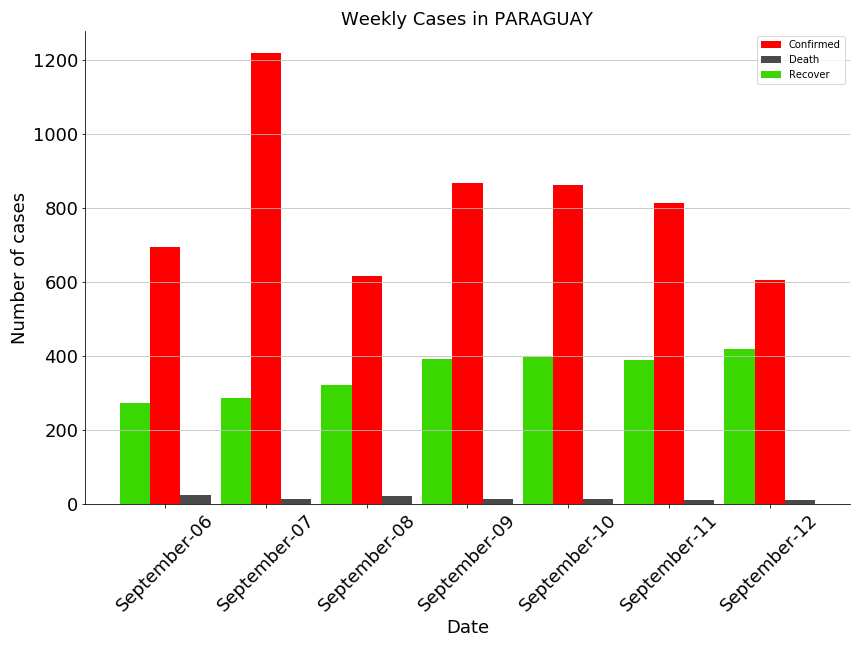 Weekly Cases in PARAGUAY
Confirmed
Death
Recover
Number of cases
1200
1000
800
600
400
200
0
September-06
September-07
September-08
September-09
September-10
September-11
September-12
Date